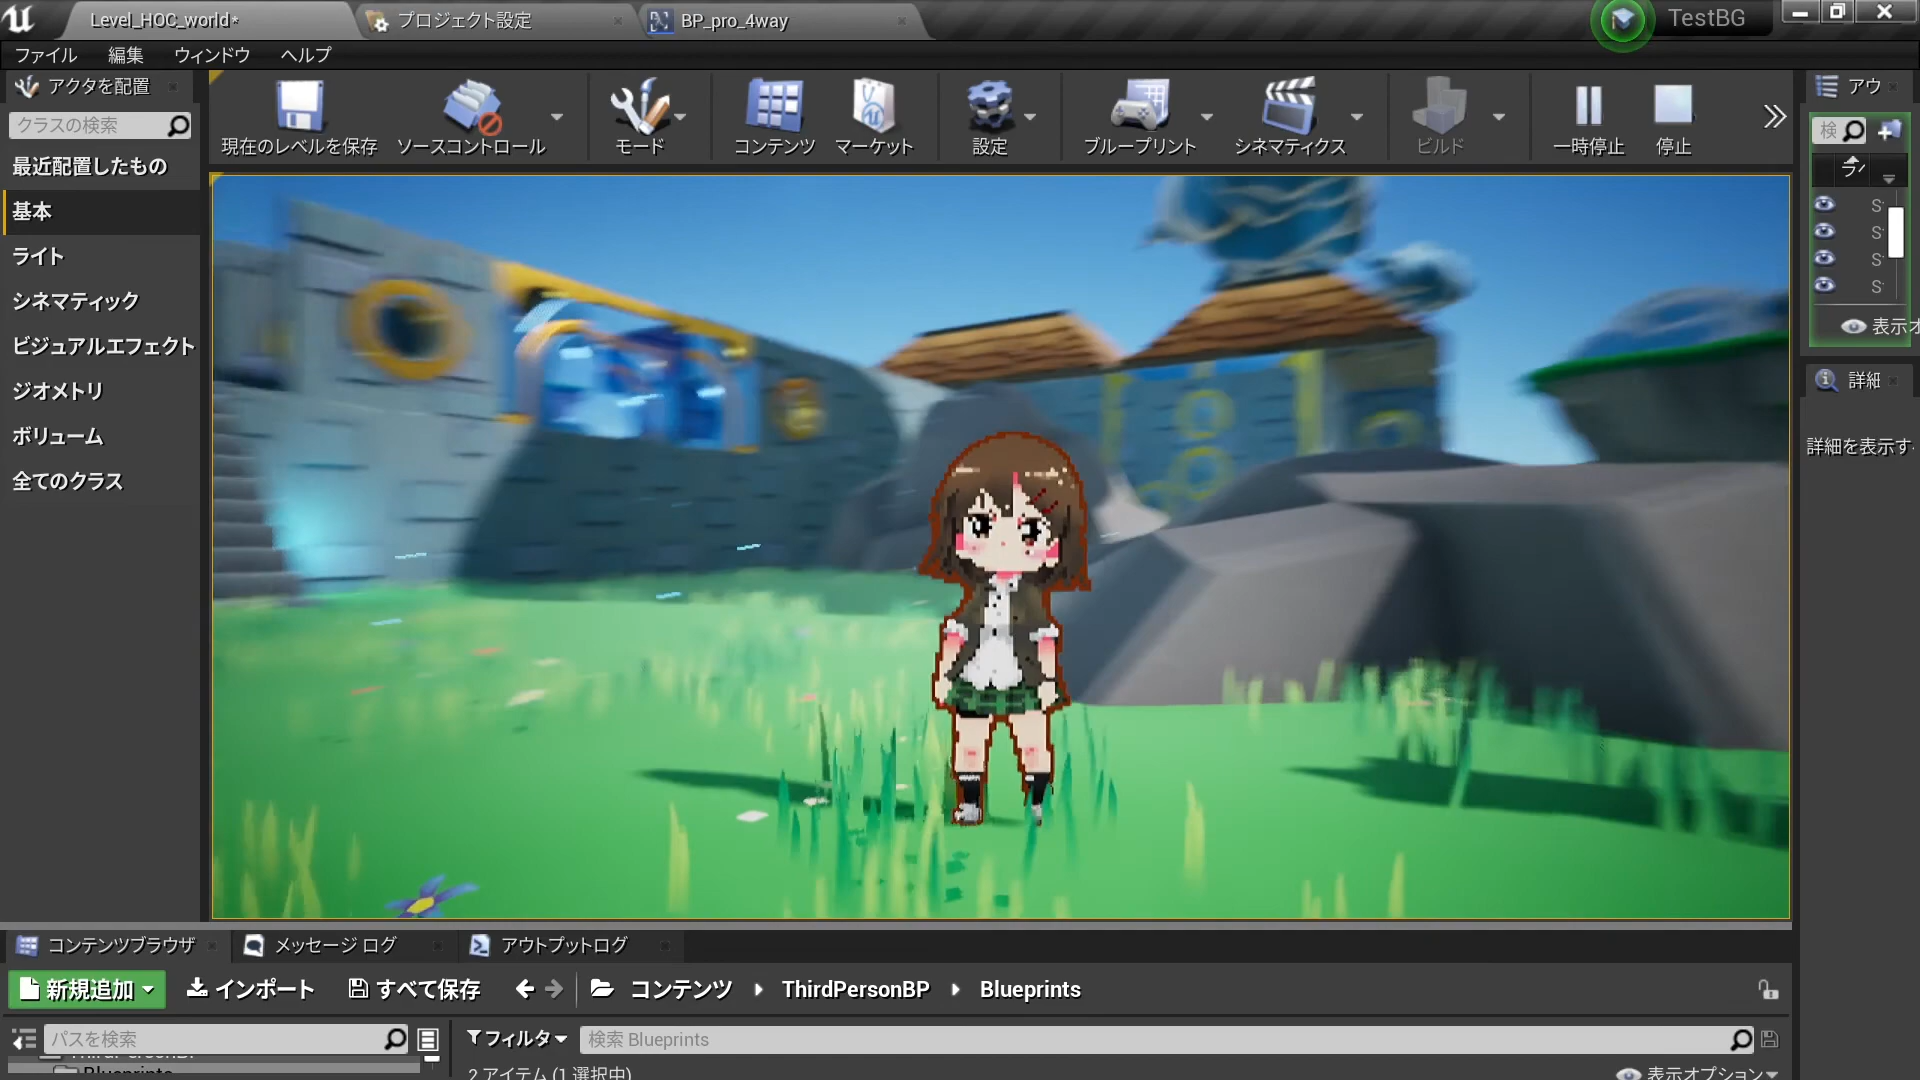 Level_HOC_world*
プロジェクト設定
BP_pro_4way
TestBG
ファイル 編集 ウィンドウ ヘルプ
アクタを配置
クラスの検索
最近配置したもの
基本
ライト
シネマティック
ビジュアルエフェクト
ジオメトリ
ボリューム
全てのクラス
現在のレベルを保存
ソースコントロール
モード
コンテンツ
マーケット
設定
ブループリント
シネマティクス
ビルド
一時停止
停止
アウ
検
ラベ
S
S
S
S
表示オ
詳細
詳細を表示す
コンテンツブラウザ
メッセージ ログ
アウトプットログ
新規追加
インポート
すべて保存
コンテンツ
ThirdPersonBP
Blueprints
パスを検索
フィルタ
検索 Blueprints
ThirdPersonBP
Blueprints
2 アイテム (1 選択中)
表示オプション